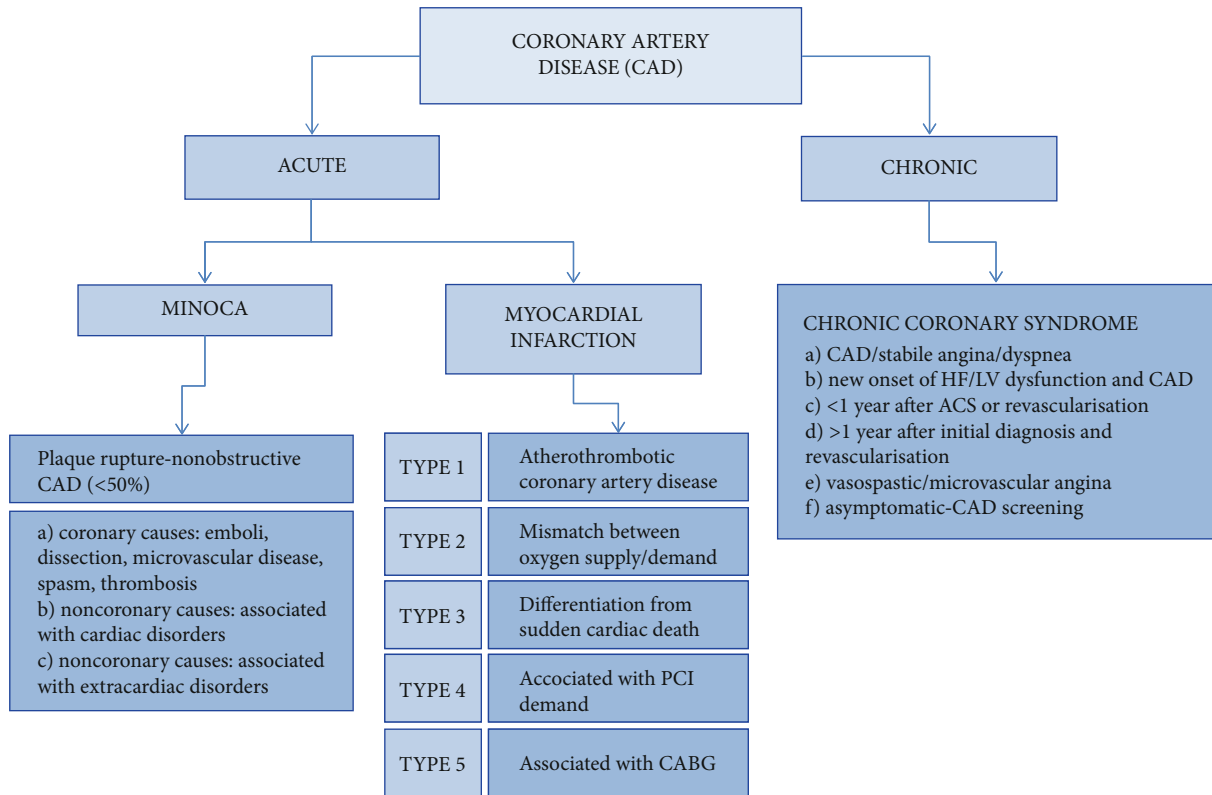 CORONARY ARTERY
DISEASE (CAD)
ACUTE
CHRONIC
MINOCA
MYOCARDIAL
INFARCTION
Plaque rupture-nonobstructive
CAD (<50%)
a) coronary causes: emboli,
dissection, microvascular disease,
spasm, thrombosis
b) noncoronary causes: associated
with cardiac disorders
c) noncoronary causes: associated
with extracardiac disorders
TYPE 1
Atherothrombotic
coronary artery disease
TYPE 2
Mismatch between
oxygen supply/demand
TYPE 3
Differentiation from
sudden cardiac death
TYPE 4
Accociated with PCI
demand
TYPE 5
Associated with CABG
CHRONIC CORONARY SYNDROME
a) CAD/stabile angina/dyspnea
b) new onset of HF/LV dysfunction and CAD
c) <1 year after ACS or revascularisation
d) >1 year after initial diagnosis and
revascularisation
e) vasospastic/microvascular angina
f) asymptomatic-CAD screening